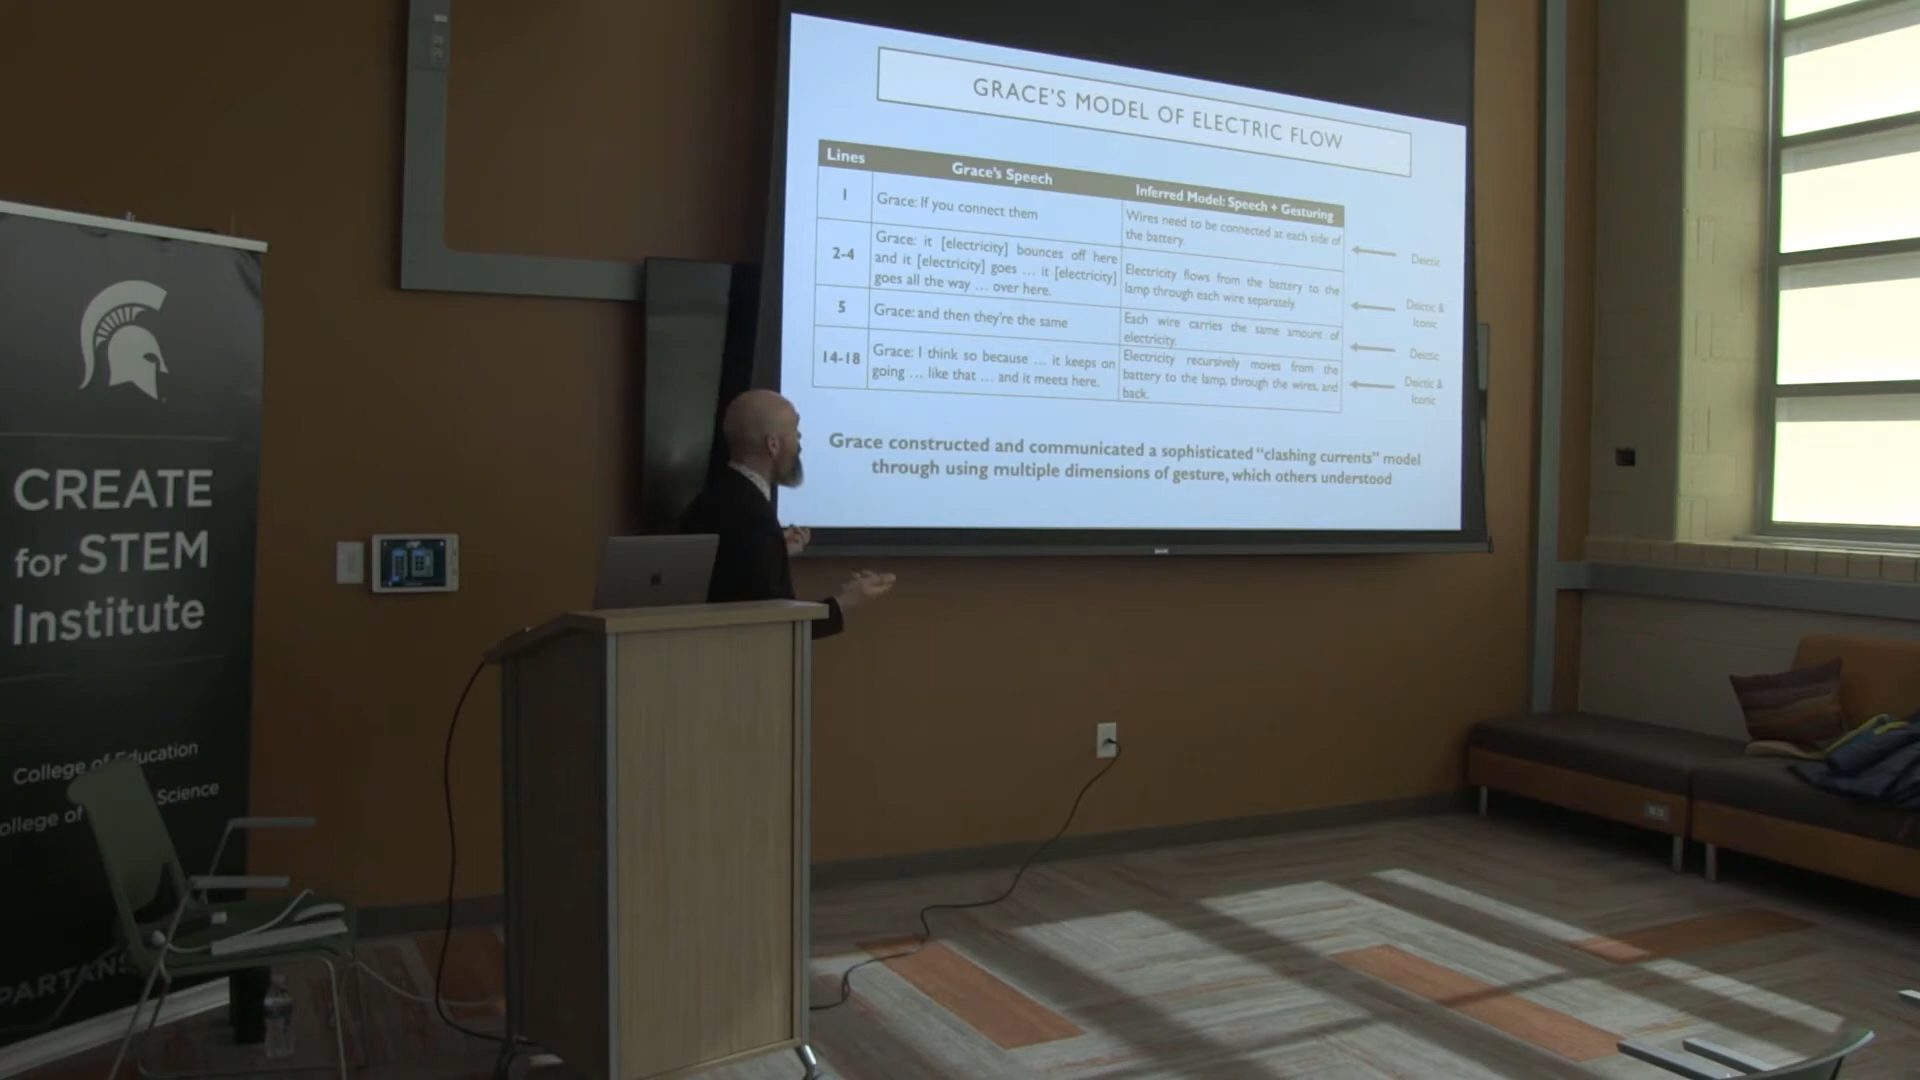 GRACE'S MODEL OF ELECTRIC FLOW
Lines
Grace's Speech
Inferred Model: Speech + Gesturing
1
Grace: If you connect them
Wires need to be connected at each side of
the battery.
Deictic
2-4
Grace: it [electricity] bounces off here
and it [electricity] goes ... it [electricity]
goes all the way ... over here.
Electricity flows from the battery to the
lamp through each wire separately.
Deictic &
Iconic
5
Grace: and then they're the same
Each wire carries the same amount of
electricity.
Deictic
14-18
Grace: I think so because ... it keeps on
going ... like that ... and it meets here.
Electricity recursively moves from the
battery to the lamp, through the wires, and
back.
Deictic &
Iconic
Grace constructed and communicated a sophisticated "clashing currents" model
through using multiple dimensions of gesture, which others understood
CREATE
for STEM
Institute
College of Education
College of Science
PARTANS